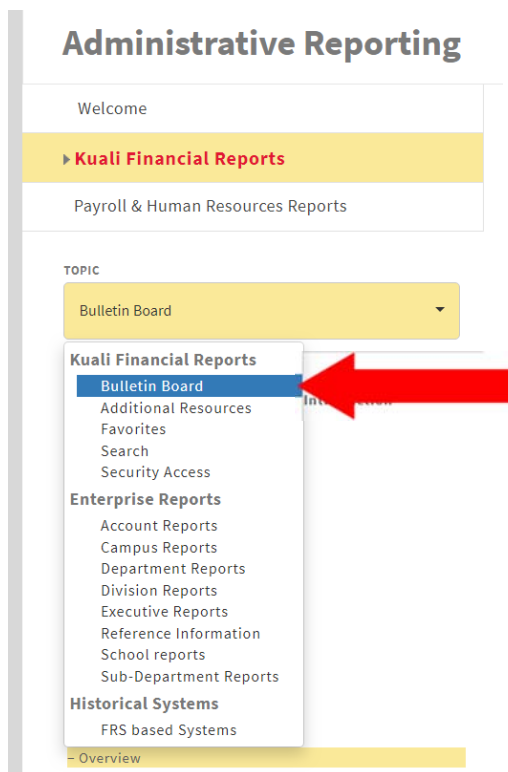 Administrative Reporting
Welcome
Kuali Financial Reports
Payroll & Human Resources Reports
TOPIC
Bulletin Board
Kuali Financial Reports
Bulletin Board
Additional Resources
Favorites
Search
Security Access
Enterprise Reports
Account Reports
Campus Reports
Department Reports
Division Reports
Executive Reports
Reference Information
School reports
Sub-Department Reports
Historical Systems
FRS based Systems
– Overview